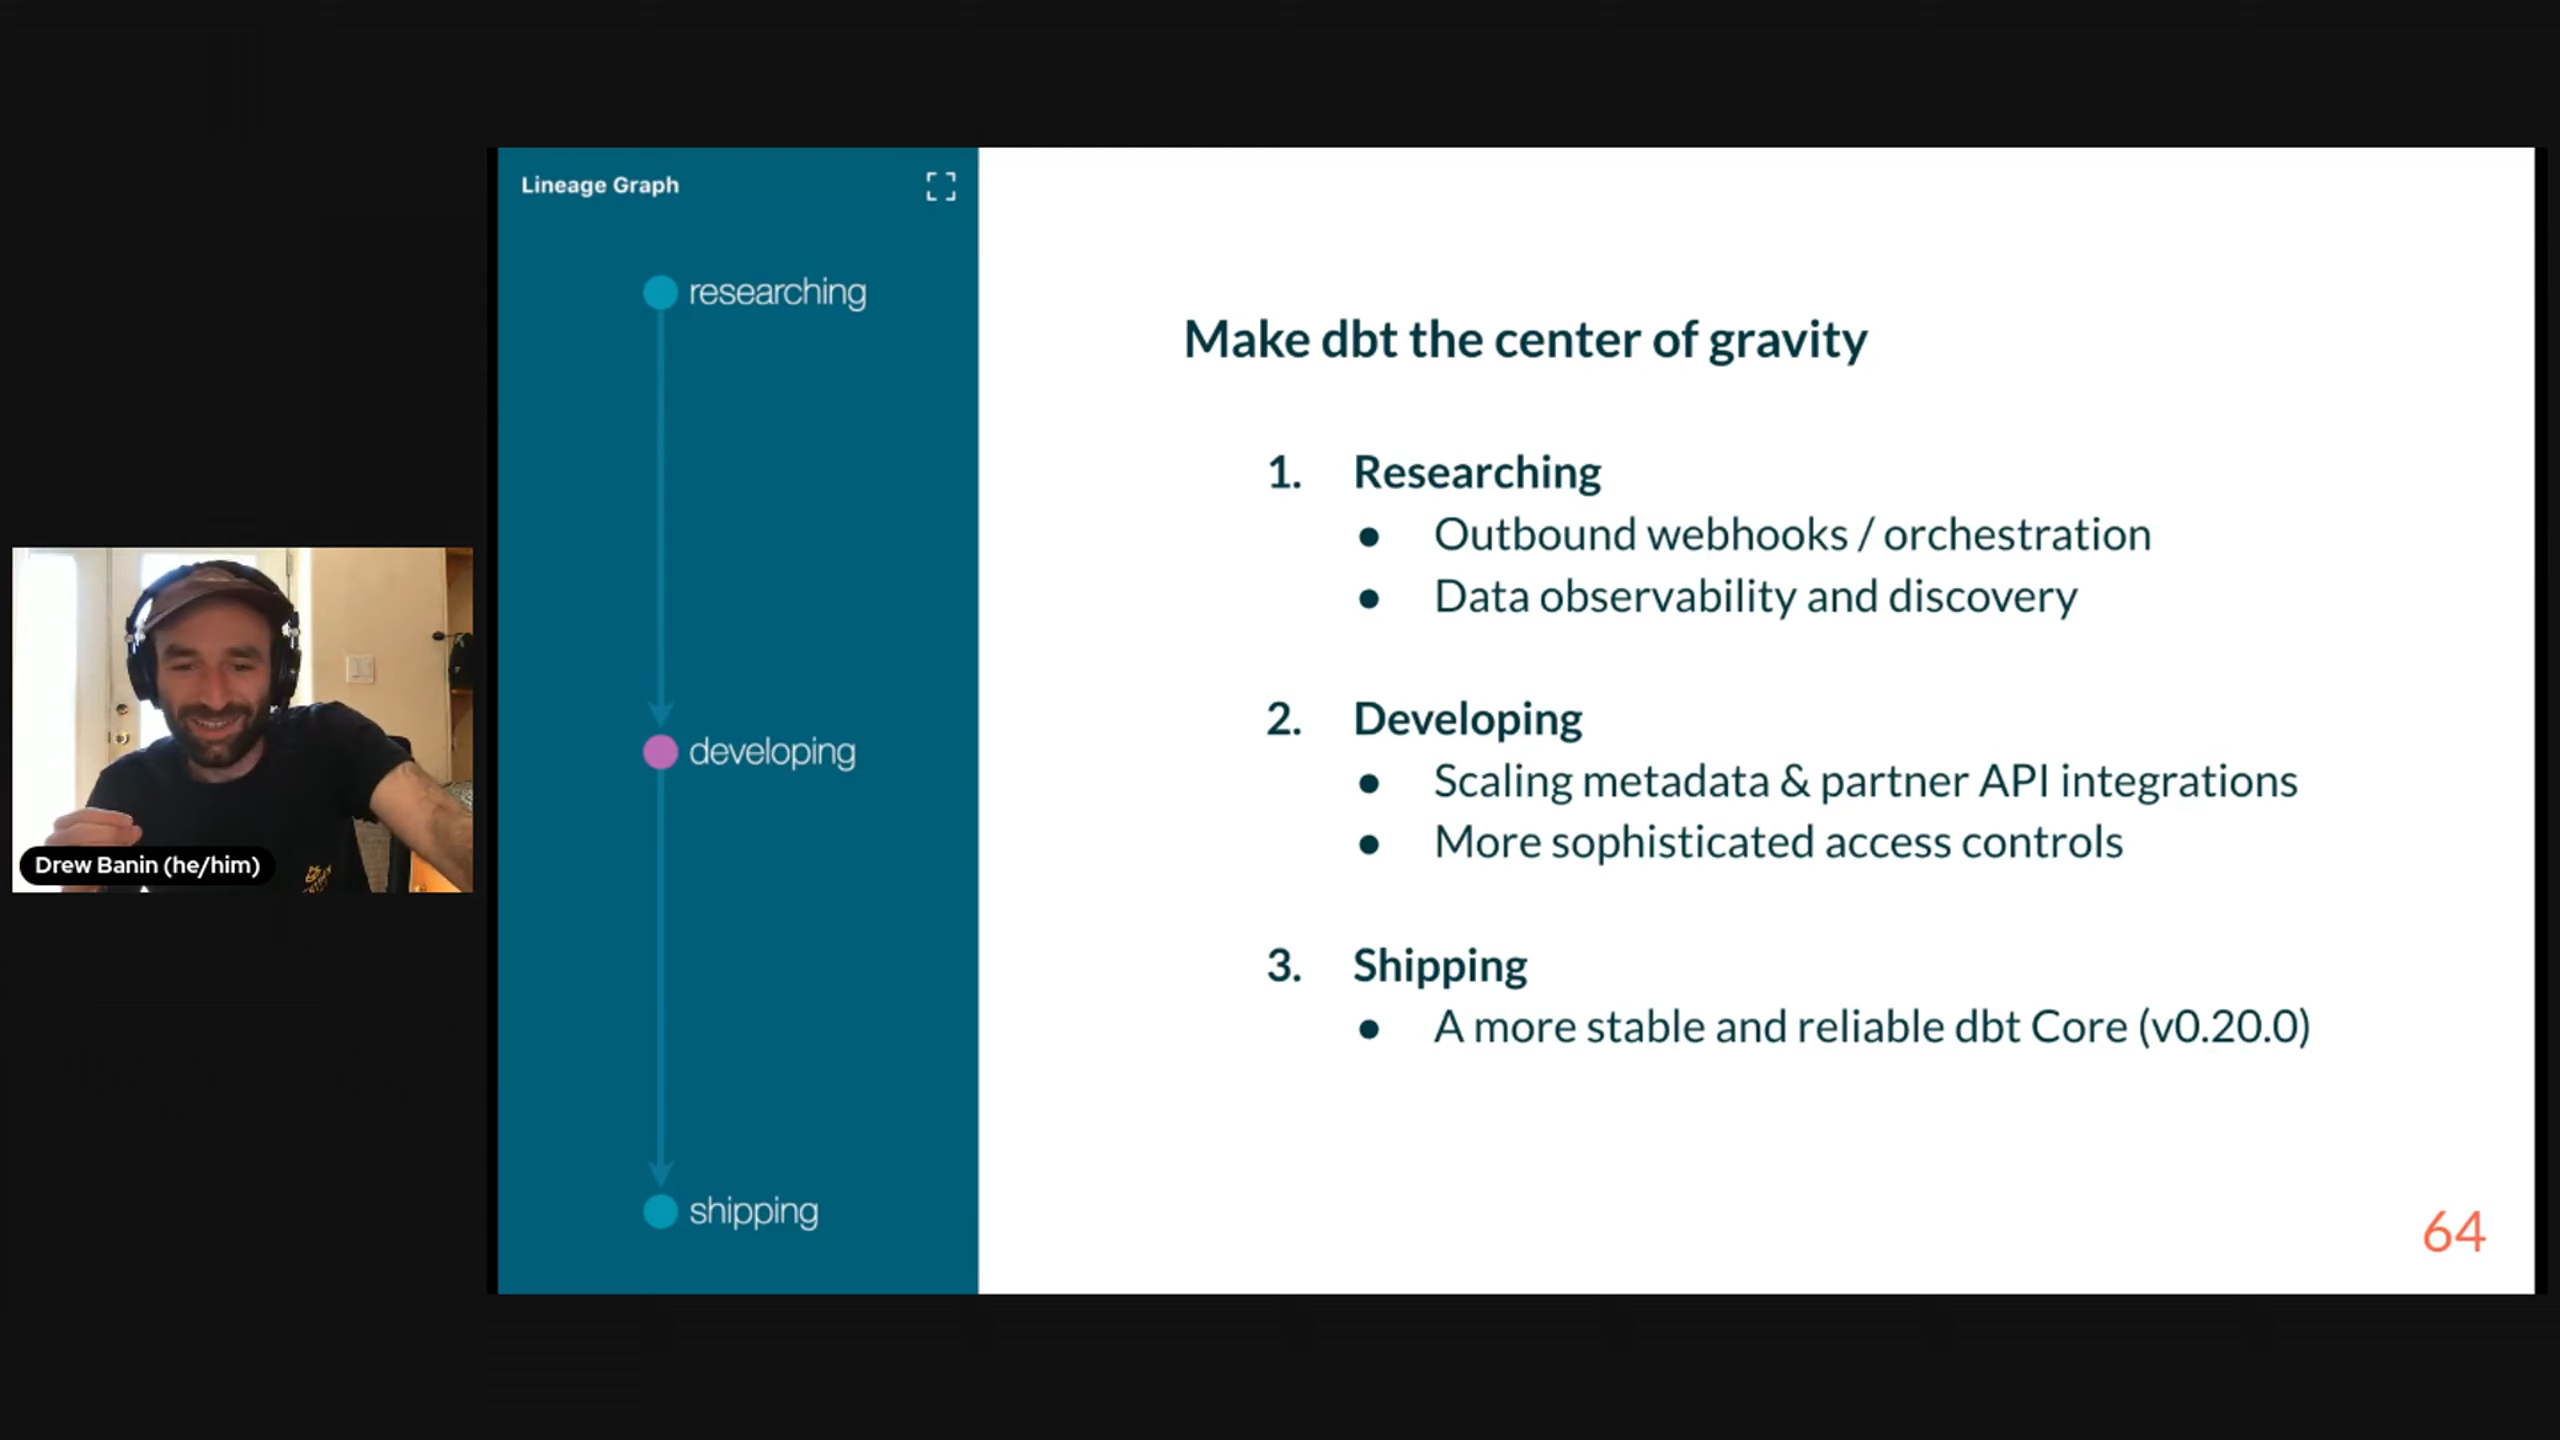 Lineage Graph
researching
developing
shipping
Make dbt the center of gravity
1. Researching
● Outbound webhooks / orchestration
● Data observability and discovery
2. Developing
● Scaling metadata & partner API integrations
● More sophisticated access controls
3. Shipping
● A more stable and reliable dbt Core (v0.20.0)
64
Drew Banin (he/him)